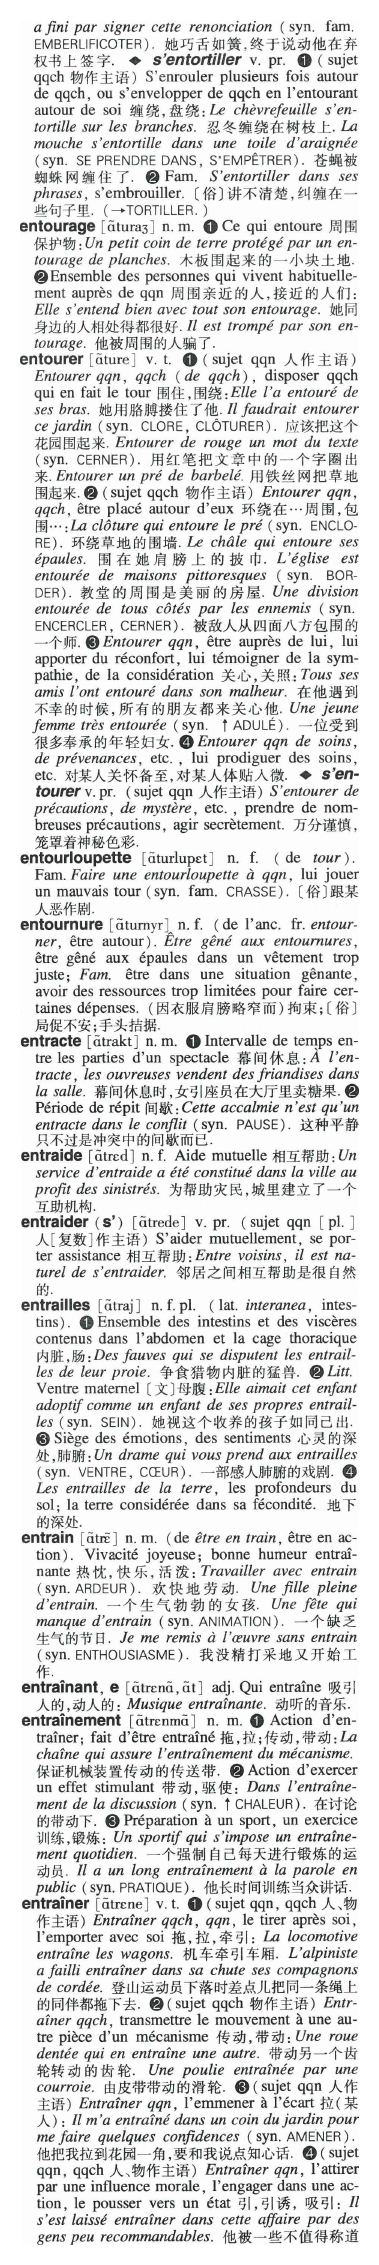 a fini par signer cette renonciation (syn. fam.
EMBERLIFICOTER). 她巧舌如簧,终于说动他在弃
权书上签字. ◆ s'entortiller v. pr. ❶ (sujet
qqch 物作主语) S'enrouler plusieurs fois autour
de qqch, ou s'envelopper de qqch en l'entourant
autour de soi 缠绕,盘绕: Le chèvrefeuille s'en-
tortille sur les branches. 忍冬缠绕在树枝上. La
mouche s'entortille dans une toile d'araignée
(syn. SE PRENDRE DANS, S'EMPÊTRER). 苍蝇被
蜘蛛网缠住了. ❷ Fam. S'entortiller dans ses
phrases, s'embrouiller. 〔俗〕讲不清楚,纠缠在一
些句子里. (→TORTILLER.)
entourage [ɑ̃turaʒ] n. m. ❶ Ce qui entoure 周围
保护物: Un petit coin de terre protégé par un en-
tourage de planches. 木板围起来的一小块土地.
❷ Ensemble des personnes qui vivent habituelle-
ment auprès de qqn 周围亲近的人,接近的人们:
Elle s'entend bien avec tout son entourage. 她同
身边的人相处得都很好. Il est trompé par son en-
tourage. 他被周围的人骗了.
entourer [ɑ̃ture] v. t. ❶ (sujet qqn 人作主语)
Entourer qqn, qqch (de qqch), disposer qqch
qui en fait le tour 围住,围绕: Elle l'a entouré de
ses bras. 她用胳膊搂住了他. Il faudrait entourer
ce jardin (syn. CLORE, CLÔTURER). 应该把这个
花园围起来. Entourer de rouge un mot du texte
(syn. CERNER). 用红笔把文章中的一个字圈出
来. Entourer un pré de barbelé. 用铁丝网把草地
围起来. ❷ (sujet qqch 物作主语) Entourer qqn,
qqch, être placé autour d'eux 环绕在…周围,包
围…: La clôture qui entoure le pré (syn. ENCLO-
RE). 环绕草地的围墙. Le châle qui entoure ses
épaules. 围在她肩膀上的披巾. L'église est
entourée de maisons pittoresques (syn. BOR-
DER). 教堂的周围是美丽的房屋. Une division
entourée de tous côtés par les ennemis (syn.
ENCERCLER, CERNER). 被敌人从四面八方包围的
一个师. ❸ Entourer qqn, être auprès de lui, lui
apporter du réconfort, lui témoigner de la sym-
pathie, de la considération 关心,关照: Tous ses
amis l'ont entouré dans son malheur. 在他遇到
不幸的时候,所有的朋友都来关心他. Une jeune
femme très entourée (syn. ↑ ADULÉ). 一位受到
很多奉承的年轻妇女. ❹ Entourer qqn de soins,
de prévenances, etc., lui prodiguer des soins,
etc. 对某人关怀备至,对某人体贴入微. ◆ s'en-
tourer v. pr. (sujet qqn 人作主语) S'entourer de
précautions, de mystère, etc., prendre de nom-
breuses précautions, agir secrètement. 万分谨慎,
笼罩着神秘色彩.
entourloupette [ɑ̃turlupɛt] n. f. (de tour).
Fam. Faire une entourloupette à qqn, lui jouer
un mauvais tour (syn. fam. CRASSE). 〔俗〕跟某
人恶作剧.
entournure [ɑ̃turnyr] n. f. (de l'anc. fr. entour-
ner, être autour). Être gêné aux entournures,
être gêné aux épaules dans un vêtement trop
juste; Fam. être dans une situation gênante,
avoir des ressources trop limitées pour faire cer-
taines dépenses. (因衣服肩膀略窄而)拘束;〔俗〕
局促不安;手头拮据.
entracte [ɑ̃trakt] n. m. ❶ Intervalle de temps en-
tre les parties d'un spectacle 幕间休息: À l'en-
tracte, les ouvreuses vendent des friandises dans
la salle. 幕间休息时,女引座员在大厅里卖糖果. ❷
Période de répit 间歇: Cette accalmie n'est qu'un
entracte dans le conflit (syn. PAUSE). 这种平静
只不过是冲突中的间歇而已.
entraide [ɑ̃trɛd] n. f. Aide mutuelle 相互帮助: Un
service d'entraide a été constitué dans la ville au
profit des sinistrés. 为帮助灾民,城里建立了一个
互助机构.
entraider (s') [ɑ̃trede] v. pr. (sujet qqn [pl.]
人[复数]作主语) S'aider mutuellement, se por-
ter assistance 相互帮助: Entre voisins, il est na-
turel de s'entraider. 邻居之间相互帮助是很自然
的.
entrailles [ɑ̃traj] n. f. pl. (lat. interanea, intes-
tins). ❶ Ensemble des intestins et des viscères
contenus dans l'abdomen et la cage thoracique
内脏,肠: Des fauves qui se disputent les entrail-
les de leur proie. 争食猎物内脏的猛兽. ❷ Litt.
Ventre maternel [文]母腹: Elle aimait cet enfant
adoptif comme un enfant de ses propres entrail-
les (syn. SEIN). 她视这个收养的孩子如同己出.
❸ Siège des émotions, des sentiments 心灵的深
处,肺腑: Un drame qui vous prend aux entrailles
(syn. VENTRE, CŒUR). 一部感人肺腑的戏剧. ❹
Les entrailles de la terre, les profondeurs du
sol; la terre considérée dans sa fécondité. 地下
的深处.
entrain [ɑ̃trɛ̃] n. m. (de être en train, être en ac-
tion). Vivacité joyeuse; bonne humeur entraî-
nante 热忱,快乐,活泼: Travailler avec entrain
(syn. ARDEUR). 欢快地劳动. Une fille pleine
d'entrain. 一个生气勃勃的女孩. Une fête qui
manque d'entrain (syn. ANIMATION). 一个缺乏
生气的节日. Je me remis à l'œuvre sans entrain
(syn. ENTHOUSIASME). 我没精打采地又开始工
作.
entraînant, e [ɑ̃trenɑ̃, ɑ̃t] adj. Qui entraîne 吸引
人的,动人的: Musique entraînante. 动听的音乐.
entraînement [ɑ̃trɛnmɑ̃] n. m. ❶ Action d'en-
traîner; fait d'être entraîné 拖,拉;传动,带动: La
chaîne qui assure l'entraînement du mécanisme.
保证机械装置传动的传送带. ❷ Action d'exercer
un effet stimulant 带动,驱使: Dans l'entraîne-
ment de la discussion (syn. ↑ CHALEUR). 在讨论
的带动下. ❸ Préparation à un sport, un exercice
训练,锻炼: Un sportif qui s'impose un entraîne-
ment quotidien. 一个强制自己每天进行锻炼的运
动员. Il a un long entraînement à la parole en
public (syn. PRATIQUE). 他长时间训练当众讲话.
entraîner [ɑ̃trene] v. t. ❶ (sujet qqn, qqch 人、物
作主语) Entraîner qqch, qqn, le tirer après soi,
l'emporter avec soi 拖,拉,牵引: La locomotive
entraîne les wagons. 机车牵引车厢. L'alpiniste
a failli entraîner dans sa chute ses compagnons
de cordée. 登山运动员下落时差点儿把同一条绳上
的同伴都拖下去. ❷ (sujet qqch 物作主语) Entr-
aîner qqch, transmettre le mouvement à une au-
tre pièce d'un mécanisme 传动,带动: Une roue
dentée qui en entraîne une autre. 带动另一个齿
轮转动的齿轮. Une poulie entraînée par une
courroie. 由皮带带动的滑轮. ❸ (sujet qqn 人作
主语) Entraîner qqn, l'emmener à l'écart 拉(某
人): Il m'a entraîné dans un coin du jardin pour
me faire quelques confidences (syn. AMENER).
他把我拉到花园一角,要和我说点知心话. ❹ (sujet
qqn, qqch 人、物作主语) Entraîner qqn, l'attirer
par une influence morale, l'engager dans une ac-
tion, le pousser vers un état 引,引诱,吸引: Il
s'est laissé entraîner dans cette affaire par des
gens peu recommandables. 他被一些不值得称道